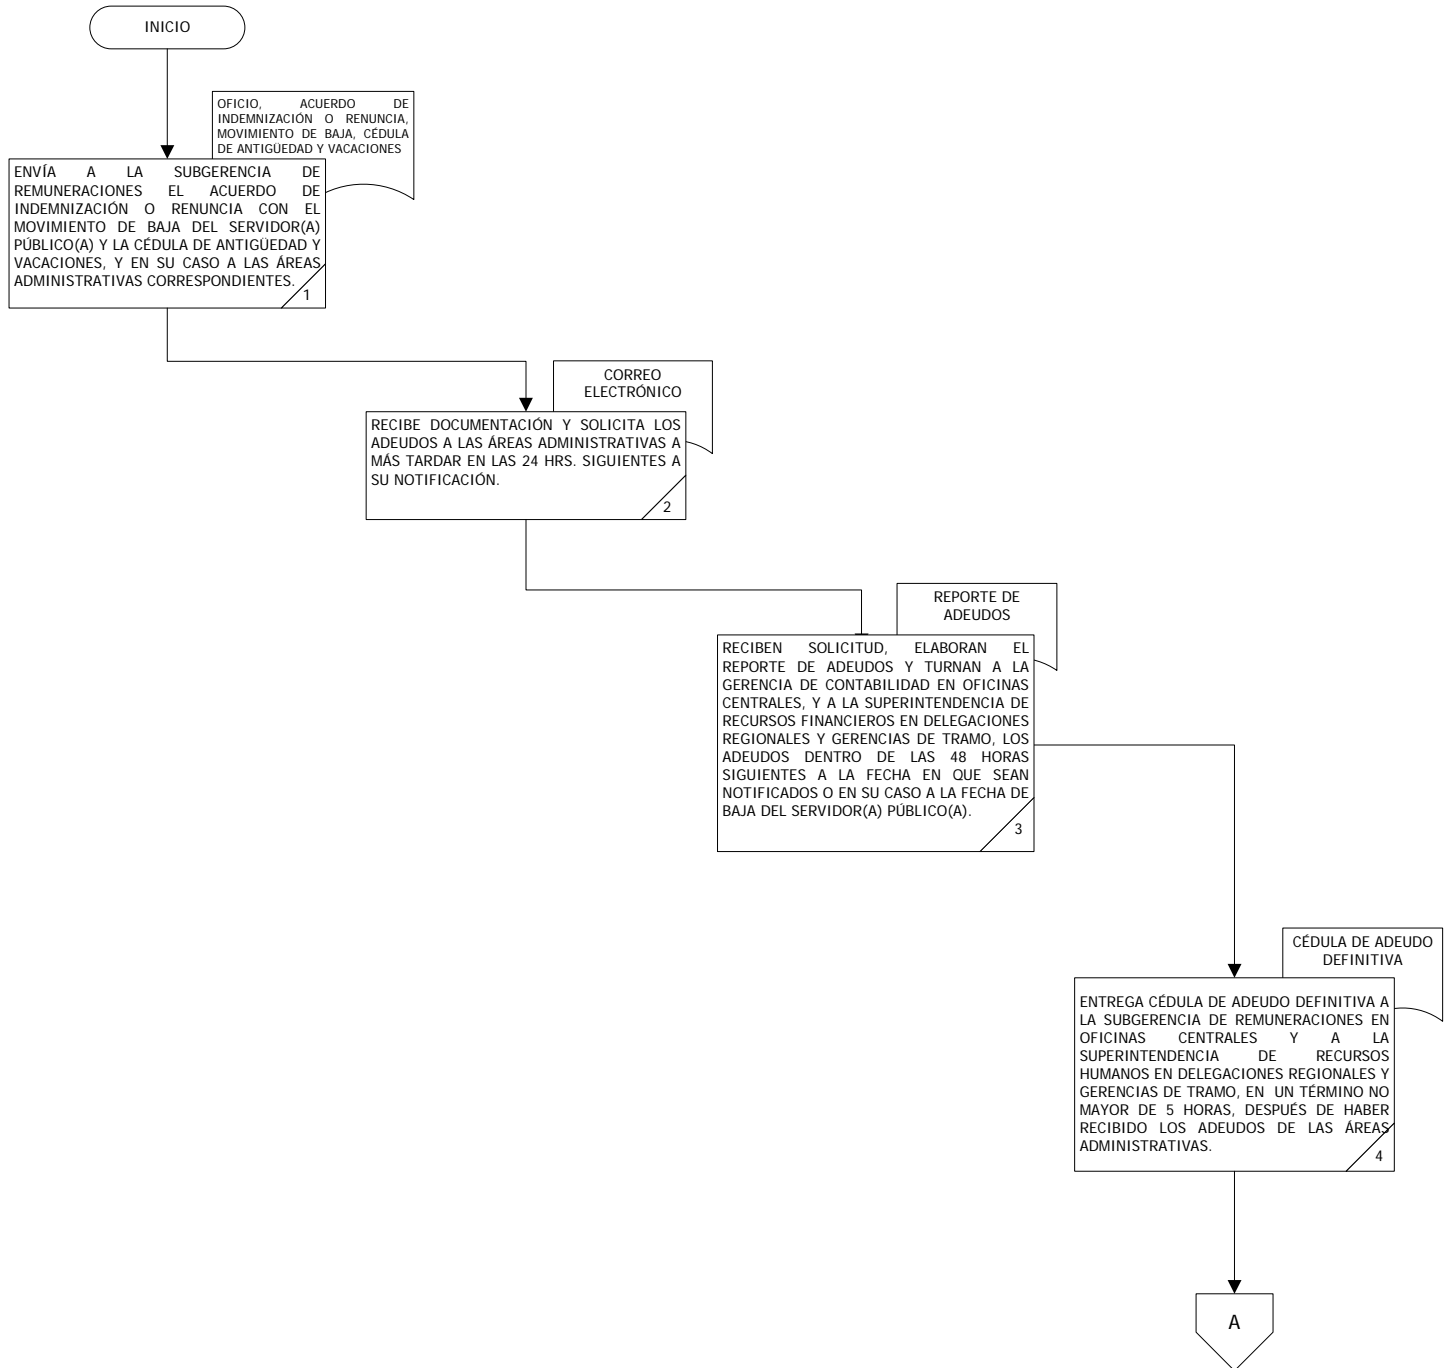 INICIO
OFICIO, ACUERDO DE
INDEMNIZACIÓN O RENUNCIA,
MOVIMIENTO DE BAJA, CÉDULA
DE ANTIGÜEDAD Y VACACIONES
ENVÍA A LA SUBGERENCIA DE
REMUNERACIONES EL ACUERDO DE
INDEMNIZACIÓN O RENUNCIA CON EL
MOVIMIENTO DE BAJA DEL SERVIDOR(A)
PÚBLICO(A) Y LA CÉDULA DE ANTIGÜEDAD Y
VACACIONES, Y EN SU CASO A LAS ÁREAS
ADMINISTRATIVAS CORRESPONDIENTES.
1
CORREO
ELECTRÓNICO
RECIBE DOCUMENTACIÓN Y SOLICITA LOS
ADEUDOS A LAS ÁREAS ADMINISTRATIVAS A
MÁS TARDAR EN LAS 24 HRS. SIGUIENTES A
SU NOTIFICACIÓN.
2
REPORTE DE
ADEUDOS
RECIBEN SOLICITUD, ELABORAN EL
REPORTE DE ADEUDOS Y TURNAN A LA
GERENCIA DE CONTABILIDAD EN OFICINAS
CENTRALES, Y A LA SUPERINTENDENCIA DE
RECURSOS FINANCIEROS EN DELEGACIONES
REGIONALES Y GERENCIAS DE TRAMO, LOS
ADEUDOS DENTRO DE LAS 48 HORAS
SIGUIENTES A LA FECHA EN QUE SEAN
NOTIFICADOS O EN SU CASO A LA FECHA DE
BAJA DEL SERVIDOR(A) PÚBLICO(A).
3
CÉDULA DE ADEUDO
DEFINITIVA
ENTREGA CÉDULA DE ADEUDO DEFINITIVA A
LA SUBGERENCIA DE REMUNERACIONES EN
OFICINAS CENTRALES Y A LA
SUPERINTENDENCIA DE RECURSOS
HUMANOS EN DELEGACIONES REGIONALES Y
GERENCIAS DE TRAMO, EN UN TÉRMINO NO
MAYOR DE 5 HORAS, DESPUÉS DE HABER
RECIBIDO LOS ADEUDOS DE LAS ÁREAS
ADMINISTRATIVAS.
4
A